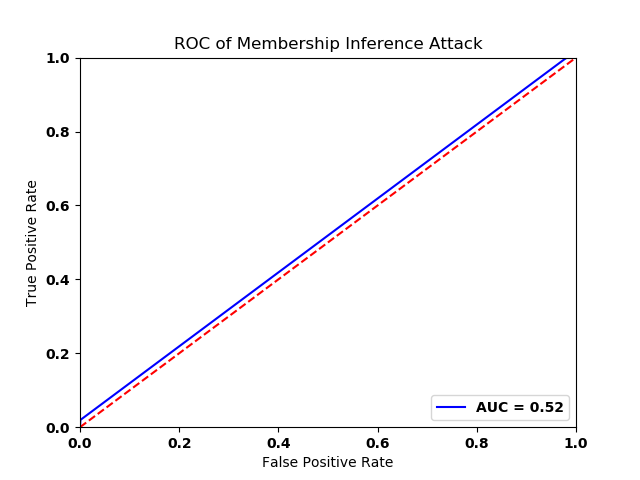 ROC of Membership Inference Attack
True Positive Rate
1.0
0.8
0.6
0.4
0.2
0.0
AUC = 0.52
0.0 0.2 0.4 0.6 0.8 1.0
False Positive Rate